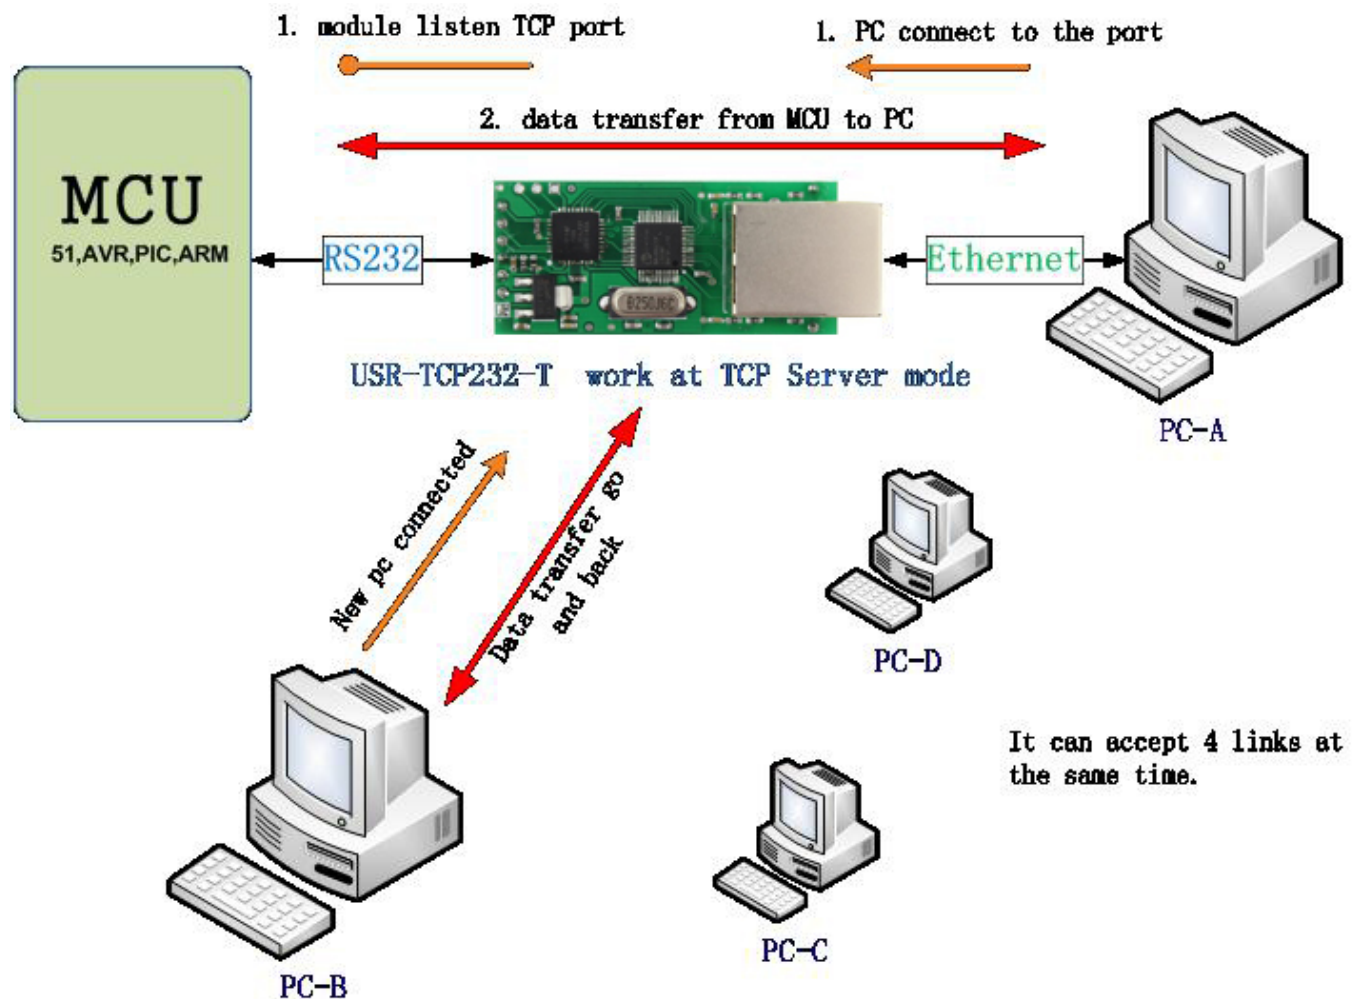 1. module listen TCP port
1. PC connect to the port
2. data transfer from MCU to PC
MCU
51,AVR,PIC,ARM
RS232
B250J6C
Ethernet
USR-TCP232-T work at TCP Server mode
PC-A
New pc connected
Data transfer go
and back
PC-D
It can accept 4 links at
the same time.
PC-C
PC-B